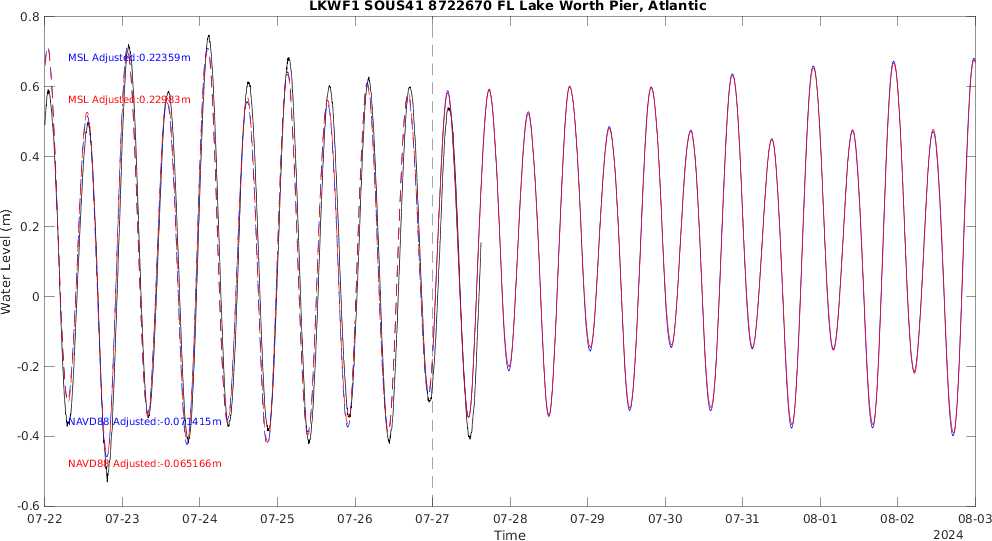 LKWF1 SOUS41 8722670 FL Lake Worth Pier, Atlantic
0.8
MSL Adjusted:0.22359m
0.6
MSL Adjusted:0.22983m
0.4
0.2
Water Level (m)
0
-0.2
-0.4
NAVD88 Adjusted:-0.071415m
NAVD88 Adjusted:-0.065166m
-0.6
07-22 07-23 07-24 07-25 07-26 07-27 07-28 07-29 07-30 07-31 08-01 08-02 08-03
Time
2024